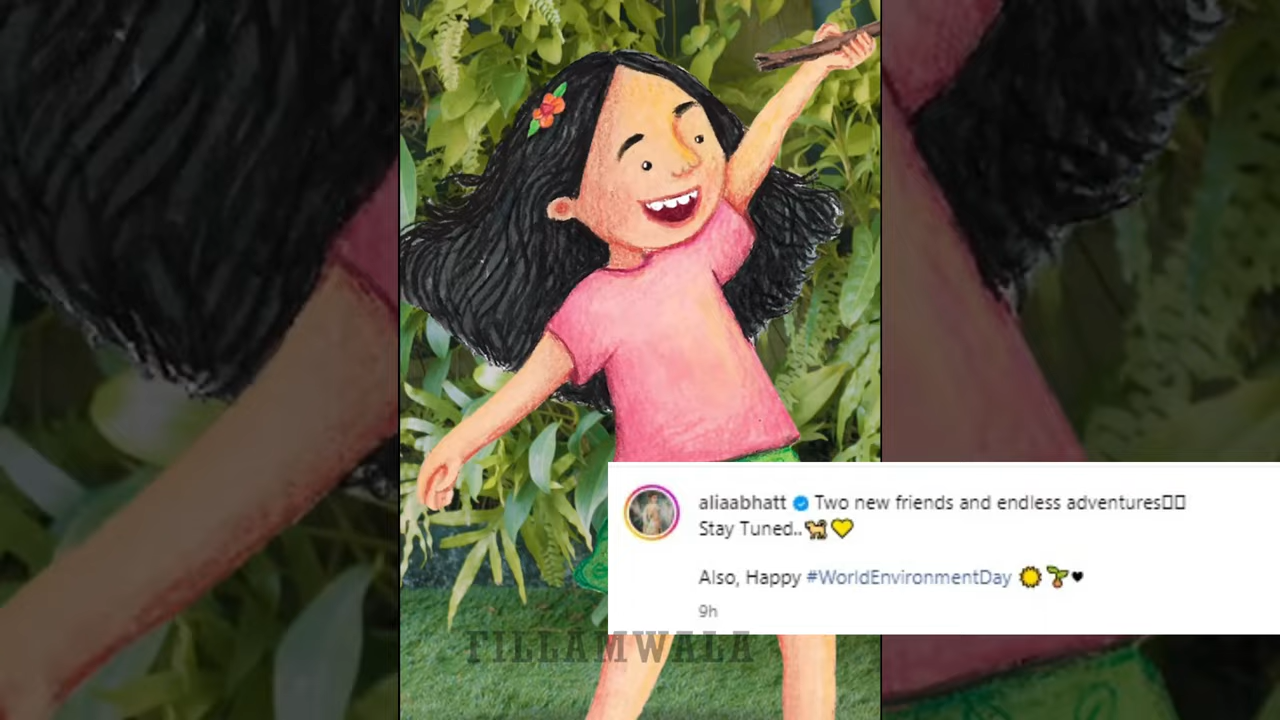 aliaabhatt Two new friends and endless adventures
Stay Tuned..🐕💛
Also, Happy #WorldEnvironmentDay 🌞🌱♥
9h
FILLAMWALA